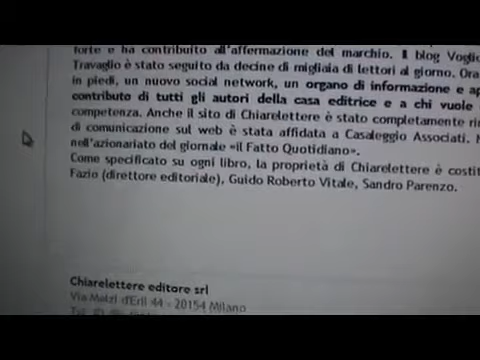 forte e ha contribuito all'affermazione del marchio. Il blog Voglio
Travaglio è stato seguito da decine di migliaia di lettori al giorno. Ora
in piedi, un nuovo social network, un organo di informazione e
contributo di tutti gli autori della casa editrice e a chi vuole
competenza. Anche il sito di Chiarelettere è stato completamente
di comunicazione sul web è stata affidata a Casaleggio Associati.
nell'azionariato del giornale «il Fatto Quotidiano».
Come specificato su ogni libro, la proprietà di Chiarelettere è
Fazio (direttore editoriale), Guido Roberto Vitale, Sandro Parenzo.
Chiarelettere editore srl
Via Melzi d'Eril 44 - 20154 Milano